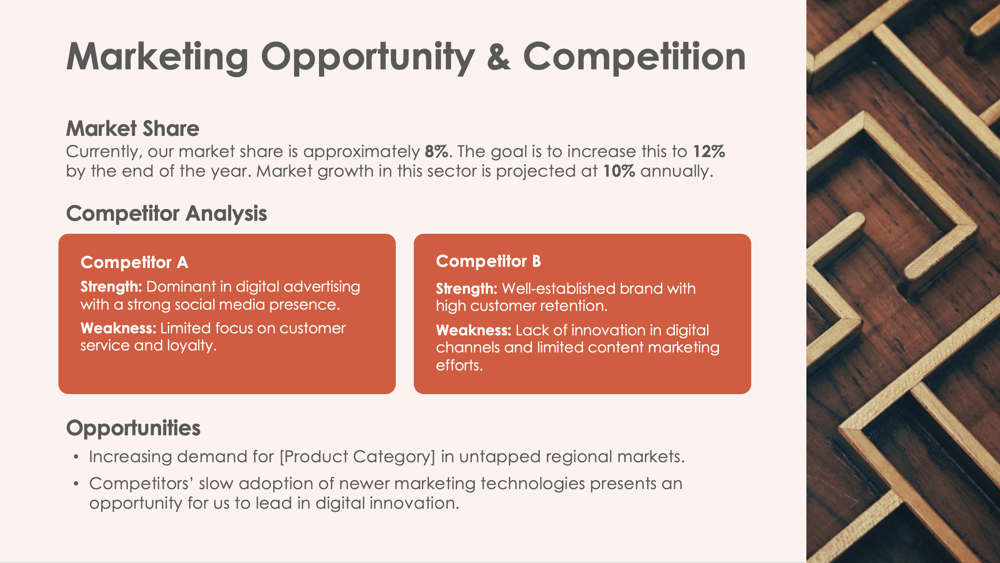 Marketing Opportunity & Competition
Market Share
Currently, our market share is approximately 8%. The goal is to increase this to 12%
by the end of the year. Market growth in this sector is projected at 10% annually.
Competitor Analysis
Competitor A
Strength: Dominant in digital advertising
with a strong social media presence.
Weakness: Limited focus on customer
service and loyalty.
Competitor B
Strength: Well-established brand with
high customer retention.
Weakness: Lack of innovation in digital
channels and limited content marketing
efforts.
Opportunities
• Increasing demand for [Product Category] in untapped regional markets.
• Competitors’ slow adoption of newer marketing technologies presents an
opportunity for us to lead in digital innovation.